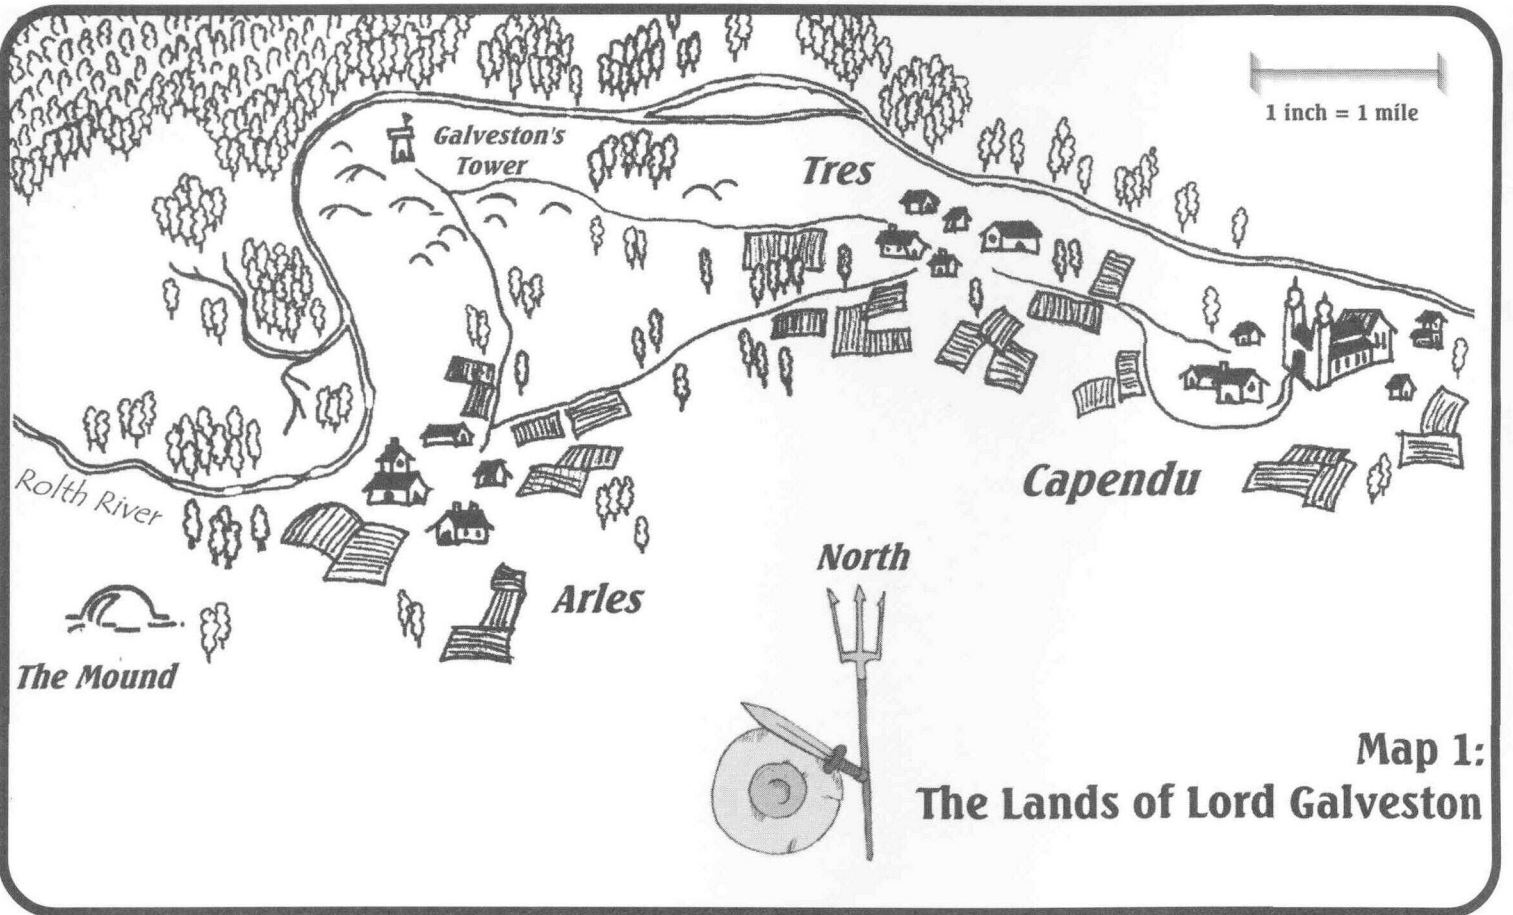 1 inch = 1 mile
Galveston's
Tower
Tres
Capendu
Rolth River
North
Arles
The Mound
Map 1:
The Lands of Lord Galveston